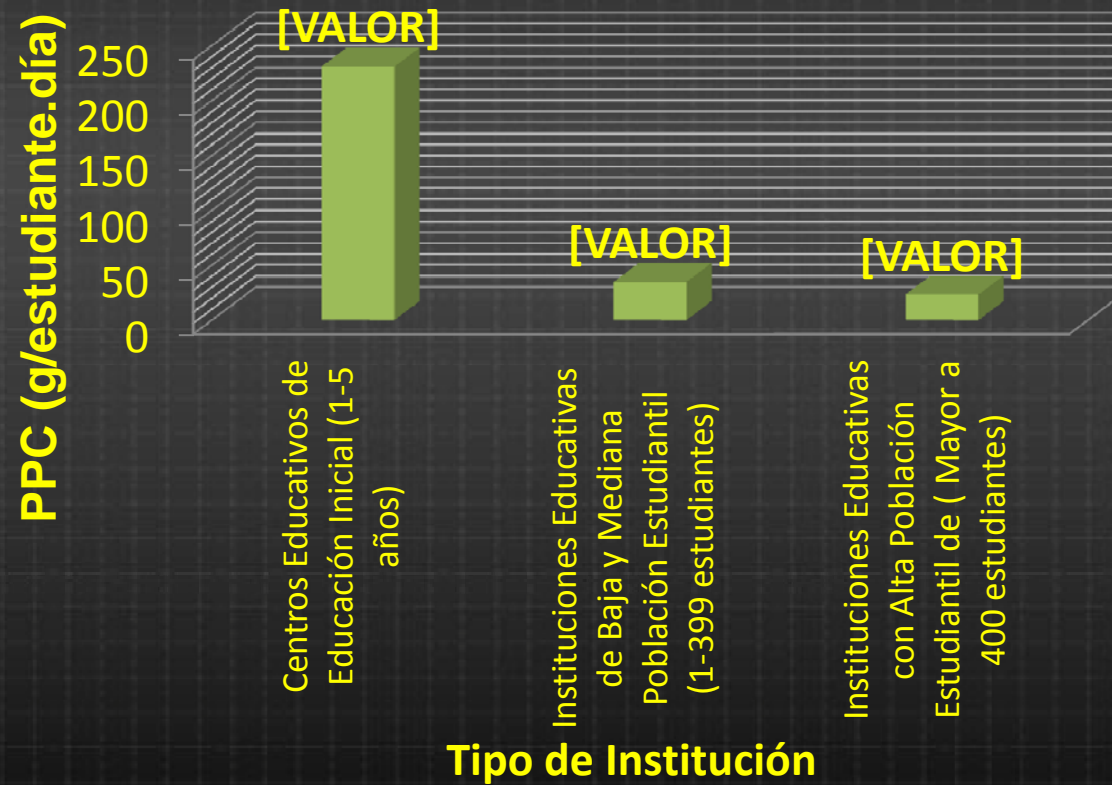 PPC (g/estudiante.día)
250
200
150
100
50
0
[VALOR]
[VALOR]
[VALOR]
Centros Educativos de
Educación Inicial (1-5
años)
Instituciones Educativas
de Baja y Mediana
Población Estudiantil
(1-399 estudiantes)
Instituciones Educativas
con Alta Población
Estudiantil de ( Mayor a
400 estudiantes)
Tipo de Institución